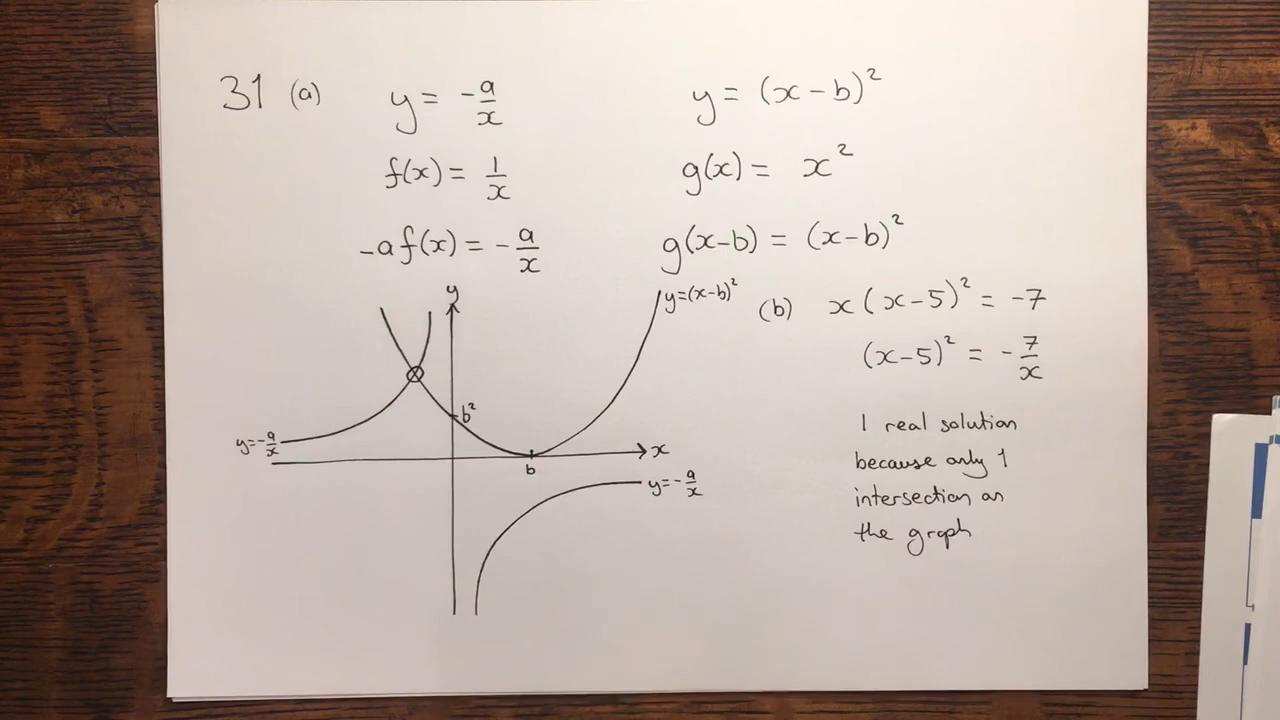 31 (a) y = -a/x
f(x) = 1/x
-af(x) = -a/x
y = (x-b)²
g(x) = x²
g(x-b) = (x-b)²
y
y=(x-b)²
b²
y=-a/x
x
b
y=-a/x
(b) x(x-5)² = -7
(x-5)² = -7/x
1 real solution
because only 1
intersection on
the graph